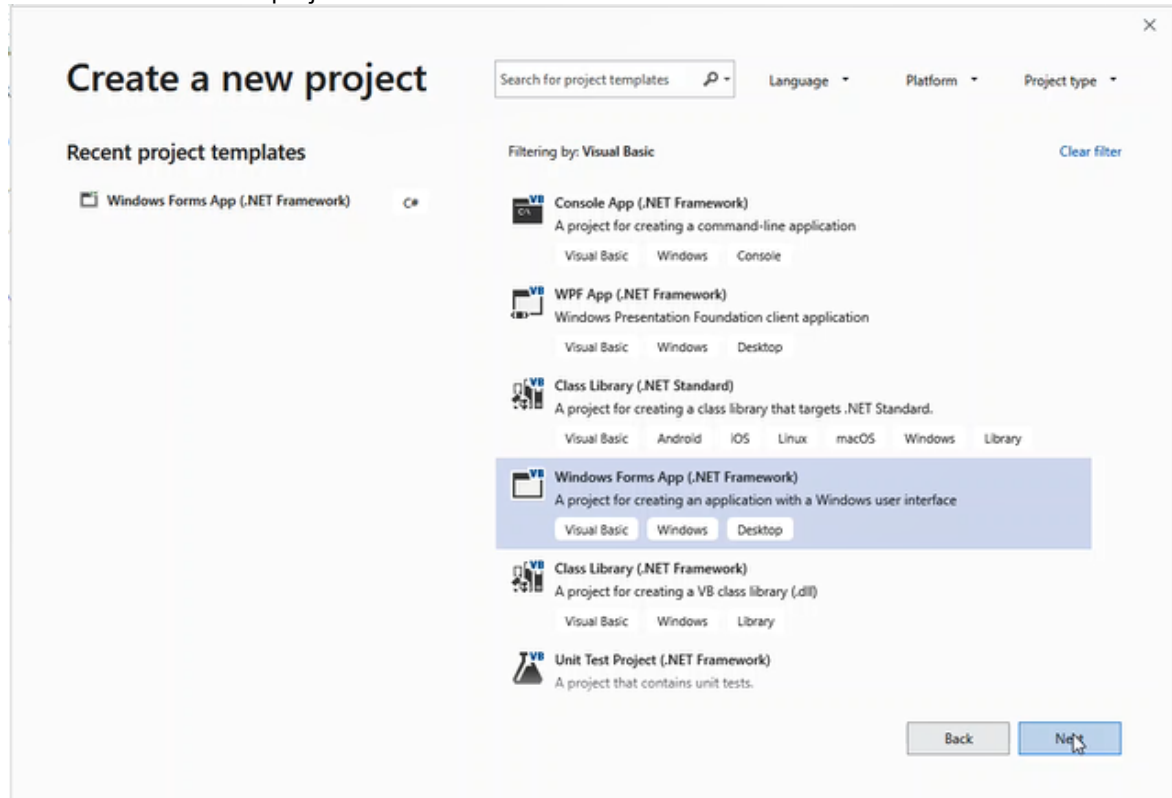 Create a new project
Search for project templates
Language
Platform
Project type
Recent project templates
Filtering by: Visual Basic
Clear filter
Windows Forms App (.NET Framework)
C#
Console App (.NET Framework)
A project for creating a command-line application
Visual Basic Windows Console
WPF App (.NET Framework)
Windows Presentation Foundation client application
Visual Basic Windows Desktop
Class Library (.NET Standard)
A project for creating a class library that targets .NET Standard.
Visual Basic Android iOS Linux macOS Windows Library
Windows Forms App (.NET Framework)
A project for creating an application with a Windows user interface
Visual Basic Windows Desktop
Class Library (.NET Framework)
A project for creating a VB class library (.dll)
Visual Basic Windows Library
Unit Test Project (.NET Framework)
A project that contains unit tests.
Back
Next